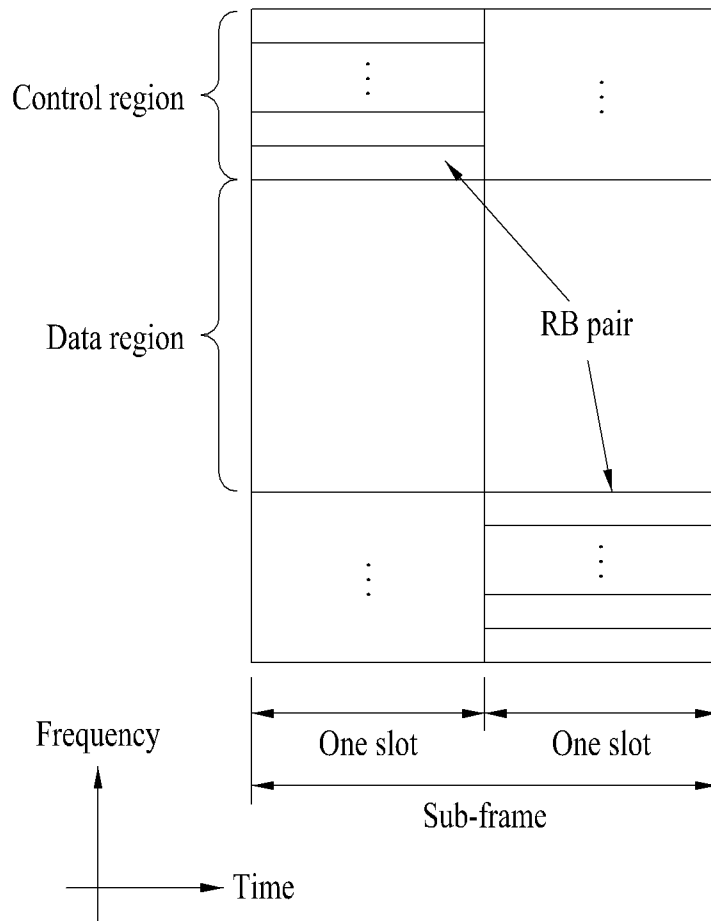 Control region
Data region
RB pair
One slot
One slot
Frequency
Sub-frame
Time